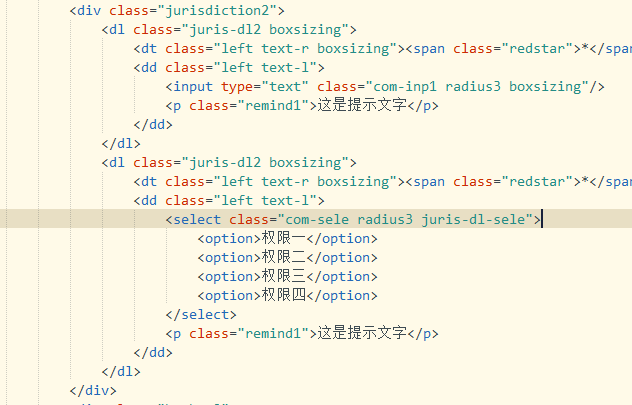 <div class="jurisdiction2">
<dl class="juris-dl2 boxsizing">
<dt class="left text-r boxsizing"><span class="redstar">*</span
<dd class="left text-l">
<input type="text" class="com-inp1 radius3 boxsizing"/>
<p class="remind1">这是提示文字</p>
</dd>
</dl>
<dl class="juris-dl2 boxsizing">
<dt class="left text-r boxsizing"><span class="redstar">*</span
<dd class="left text-l">
<select class="com-sele radius3 juris-dl-sele">
<option>权限一</option>
<option>权限二</option>
<option>权限三</option>
<option>权限四</option>
</select>
<p class="remind1">这是提示文字</p>
</dd>
</dl>
</div>